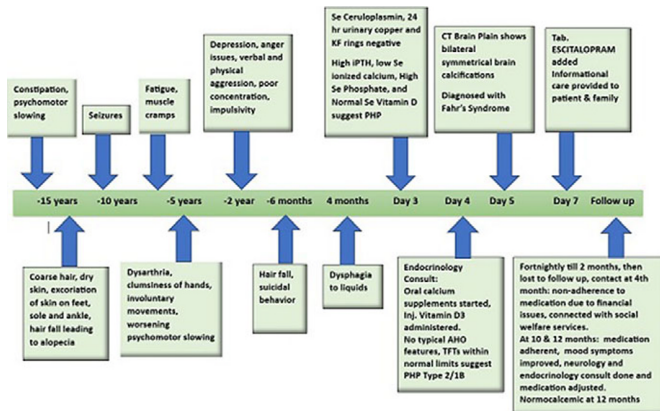 Constipation,
psychomotor
slowing
Seizures
Fatigue,
muscle
cramps
Depression, anger
issues, verbal and
physical
aggression, poor
concentration,
impulsivity
Se Ceruloplasmin, 24
hr urinary copper and
KF rings negative
High iPTH, low Se
ionized calcium, High
Se Phosphate, and
Normal Se Vitamin D
suggest PHP
CT Brain Plain shows
bilateral
symmetrical brain
calcifications
Diagnosed with
Fahr's Syndrome
Tab.
ESCITALOPRAM
added
Informational
care provided to
patient & family
-15 years
-10 years
-5 years
-2 year
-6 months
4 months
Day 3
Day 4
Day 5
Day 7
Follow up
Coarse hair, dry
skin, excoriation
of skin on feet,
sole and ankle,
hair fall leading
to alopecia
Dysarthria,
clumsiness of hands,
involuntary
movements,
worsening
psychomotor slowing
Hair fall,
suicidal
behavior
Dysphagia
to liquids
Endocrinology
Consult:
Oral calcium
supplements started,
Inj. Vitamin D3
administered.
No typical AHO
features, TFTs within
normal limits suggest
PHP Type 2/1B
Fortnightly till 2 months, then
lost to follow up, contact at 4th
month: non-adherence to
medication due to financial
issues, connected with social
welfare services.
At 10 & 12 months: medication
adherent, mood symptoms
improved, neurology and
endocrinology consult done and
medication adjusted.
Normocalcemic at 12 months